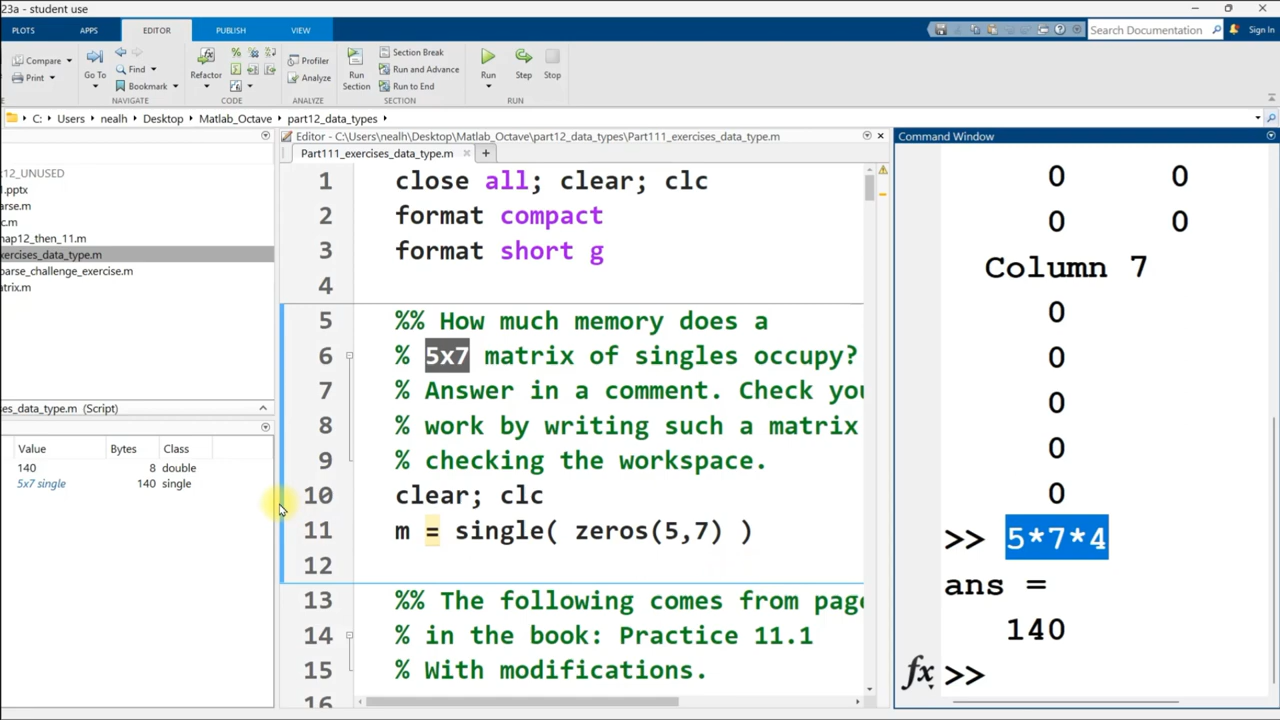 23a - student use
PLOTS APPS EDITOR PUBLISH VIEW
Search Documentation Sign In
Compare
Print
Go To
Find
Bookmark
NAVIGATE
Refactor
CODE
Profiler
Analyze
ANALYZE
Run Section
Section Break
Run and Advance
Run to End
SECTION
Run
Step
Stop
RUN
C: Users nealh Desktop Matlab_Octave part12_data_types
12_UNUSED
1.pptx
arse.m
c.m
nap12_then_11.m
exercises_data_type.m
parse_challenge_exercise.m
atrix.m
ses_data_type.m (Script)
Value Bytes Class
140 8 double
5x7 single 140 single
Editor - C:\Users\nealh\Desktop\Matlab_Octave\part12_data_types\Part111_exercises_data_type.m
Part111_exercises_data_type.m
1 close all; clear; clc
2 format compact
3 format short g
4
5 %% How much memory does a
6 % 5x7 matrix of singles occupy?
7 % Answer in a comment. Check you
8 % work by writing such a matrix
9 % checking the workspace.
10 clear; clc
11 m = single( zeros(5,7) )
12
13 %% The following comes from page
14 % in the book: Practice 11.1
15 % With modifications.
16
Command Window
0 0
0 0
Column 7
0
0
0
0
0
>> 5*7*4
ans =
140
fx >>